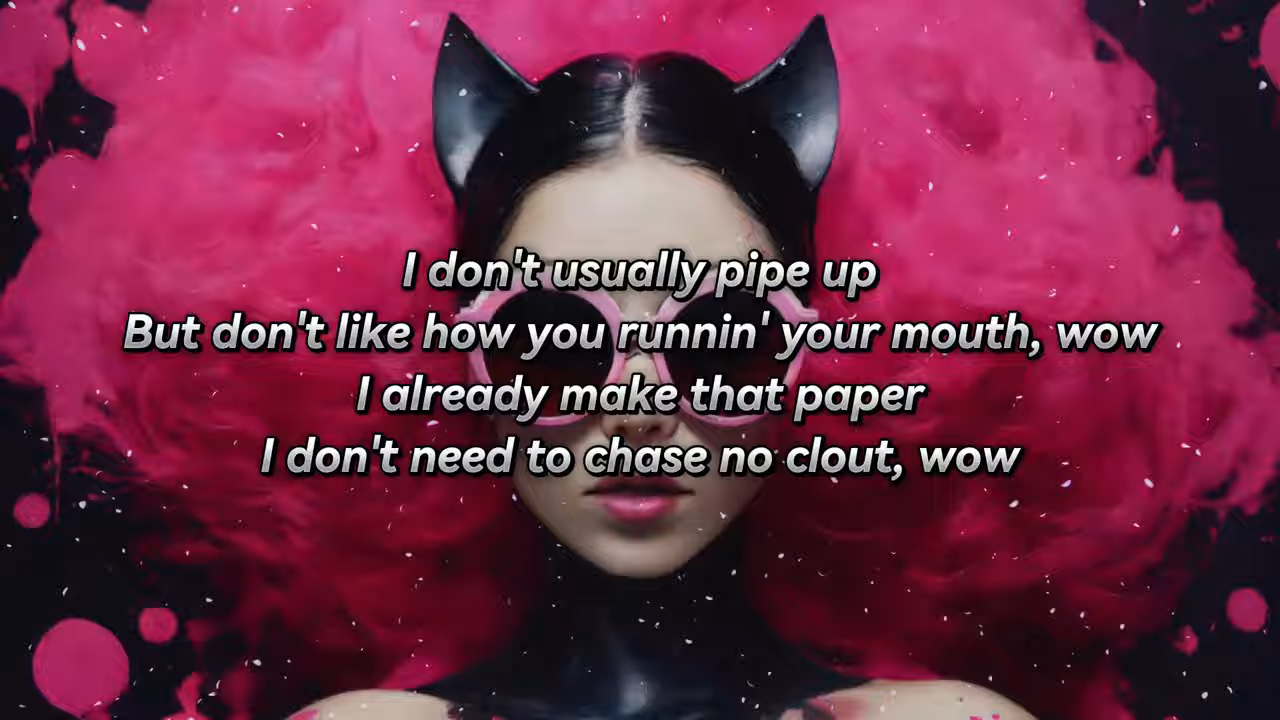 I don't usually pipe up
But don't like how you runnin' your mouth, wow
I already make that paper
I don't need to chase no clout, wow